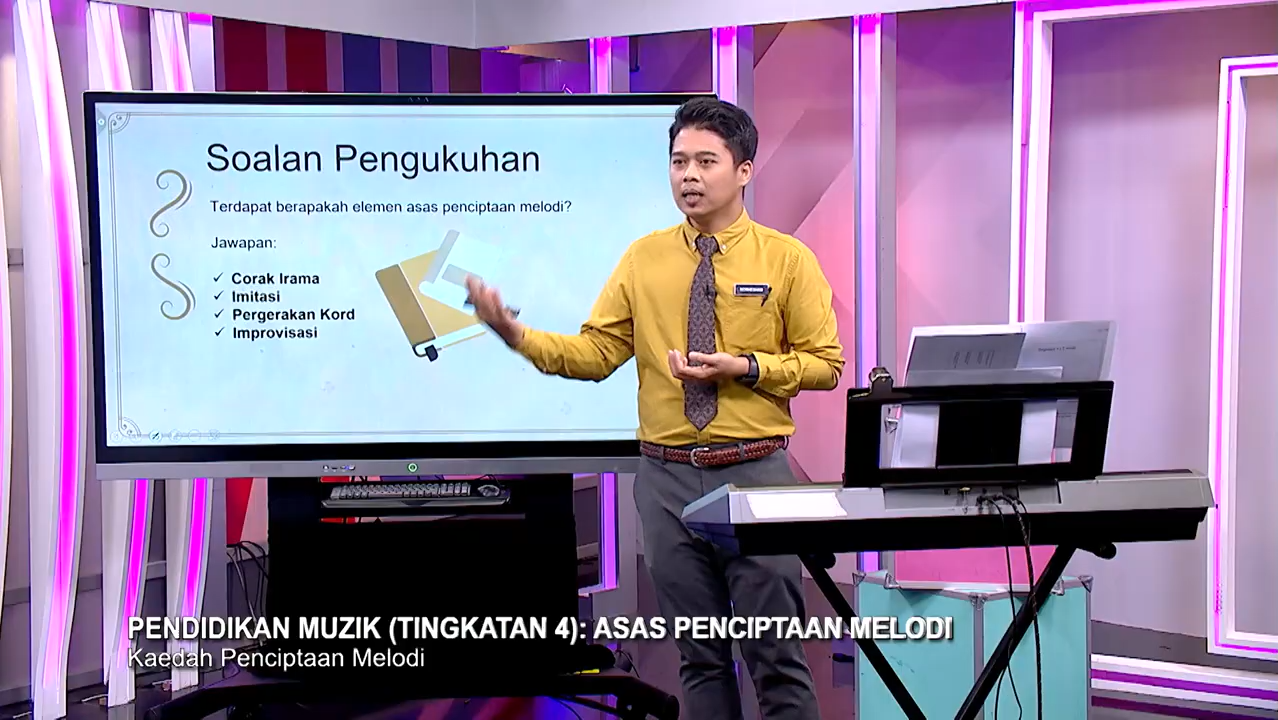 Soalan Pengukuhan
Terdapat berapakah elemen asas penciptaan melodi?
Jawapan:
✓ Corak Irama
✓ Imitasi
✓ Pergerakan Kord
✓ Improvisasi
PENDIDIKAN MUZIK (TINGKATAN 4): ASAS PENCIPTAAN MELODI
Kaedah Penciptaan Melodi